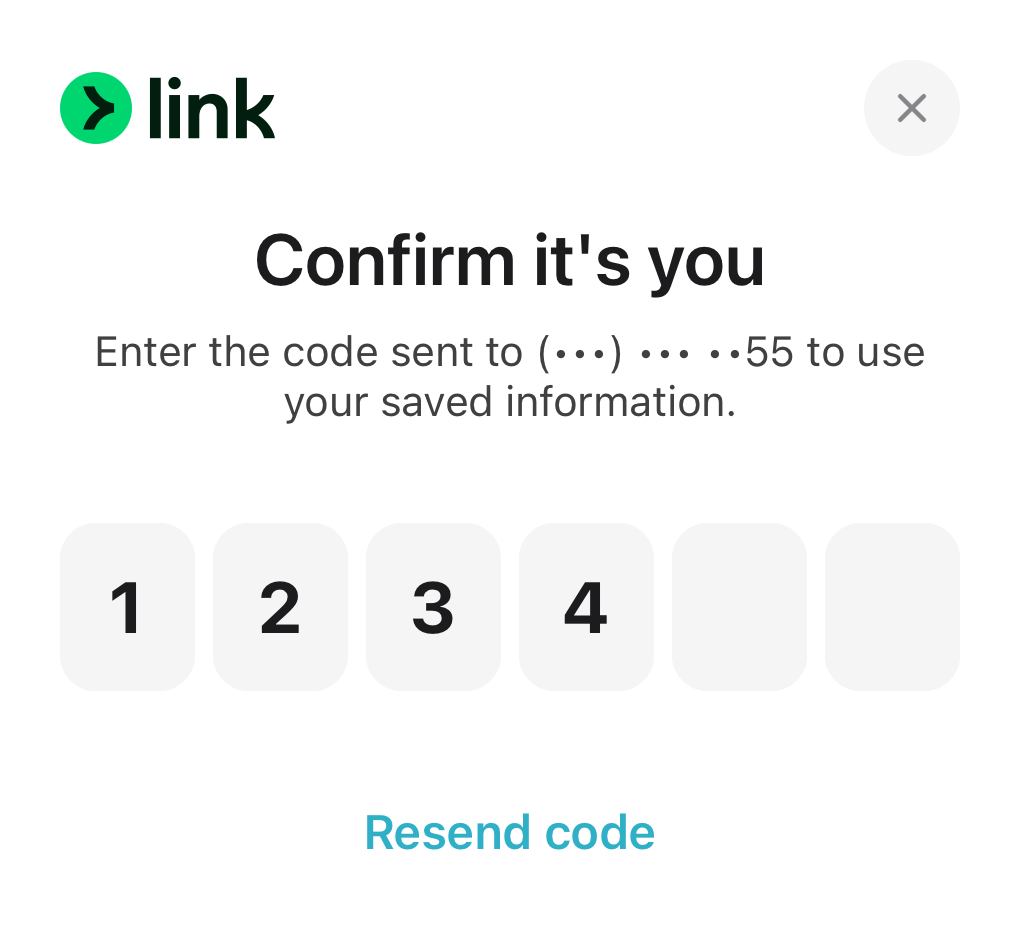 link
Confirm it's you
Enter the code sent to (•••) ••• ••55 to use
your saved information.
1 2 3 4
Resend code